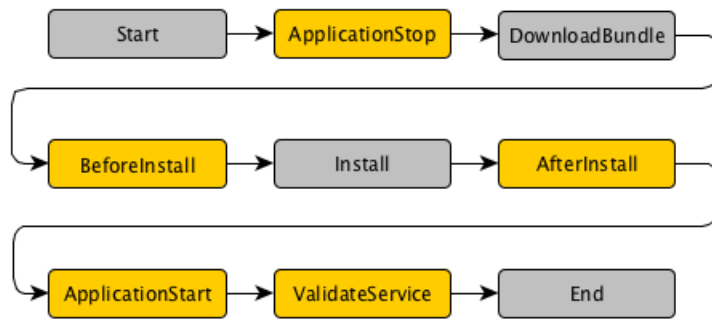 Start
ApplicationStop
DownloadBundle
BeforeInstall
Install
AfterInstall
ApplicationStart
ValidateService
End